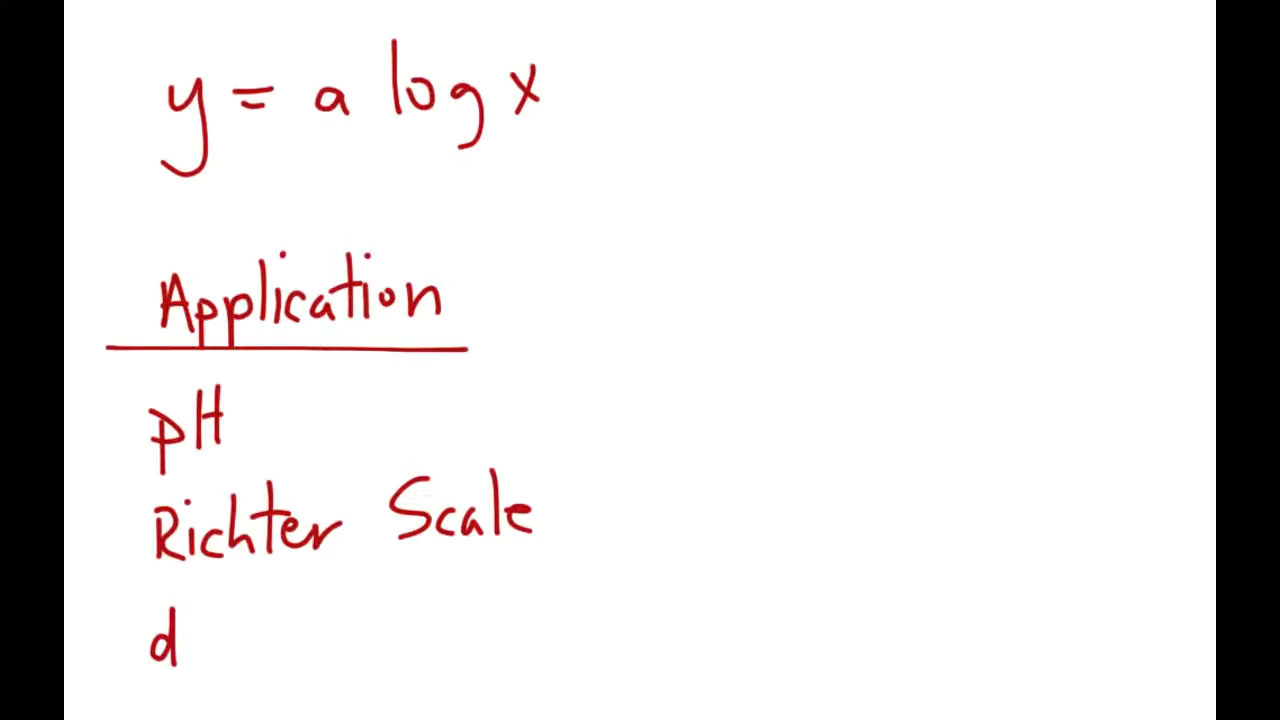 y = a log x
Application
pH
Richter Scale
d